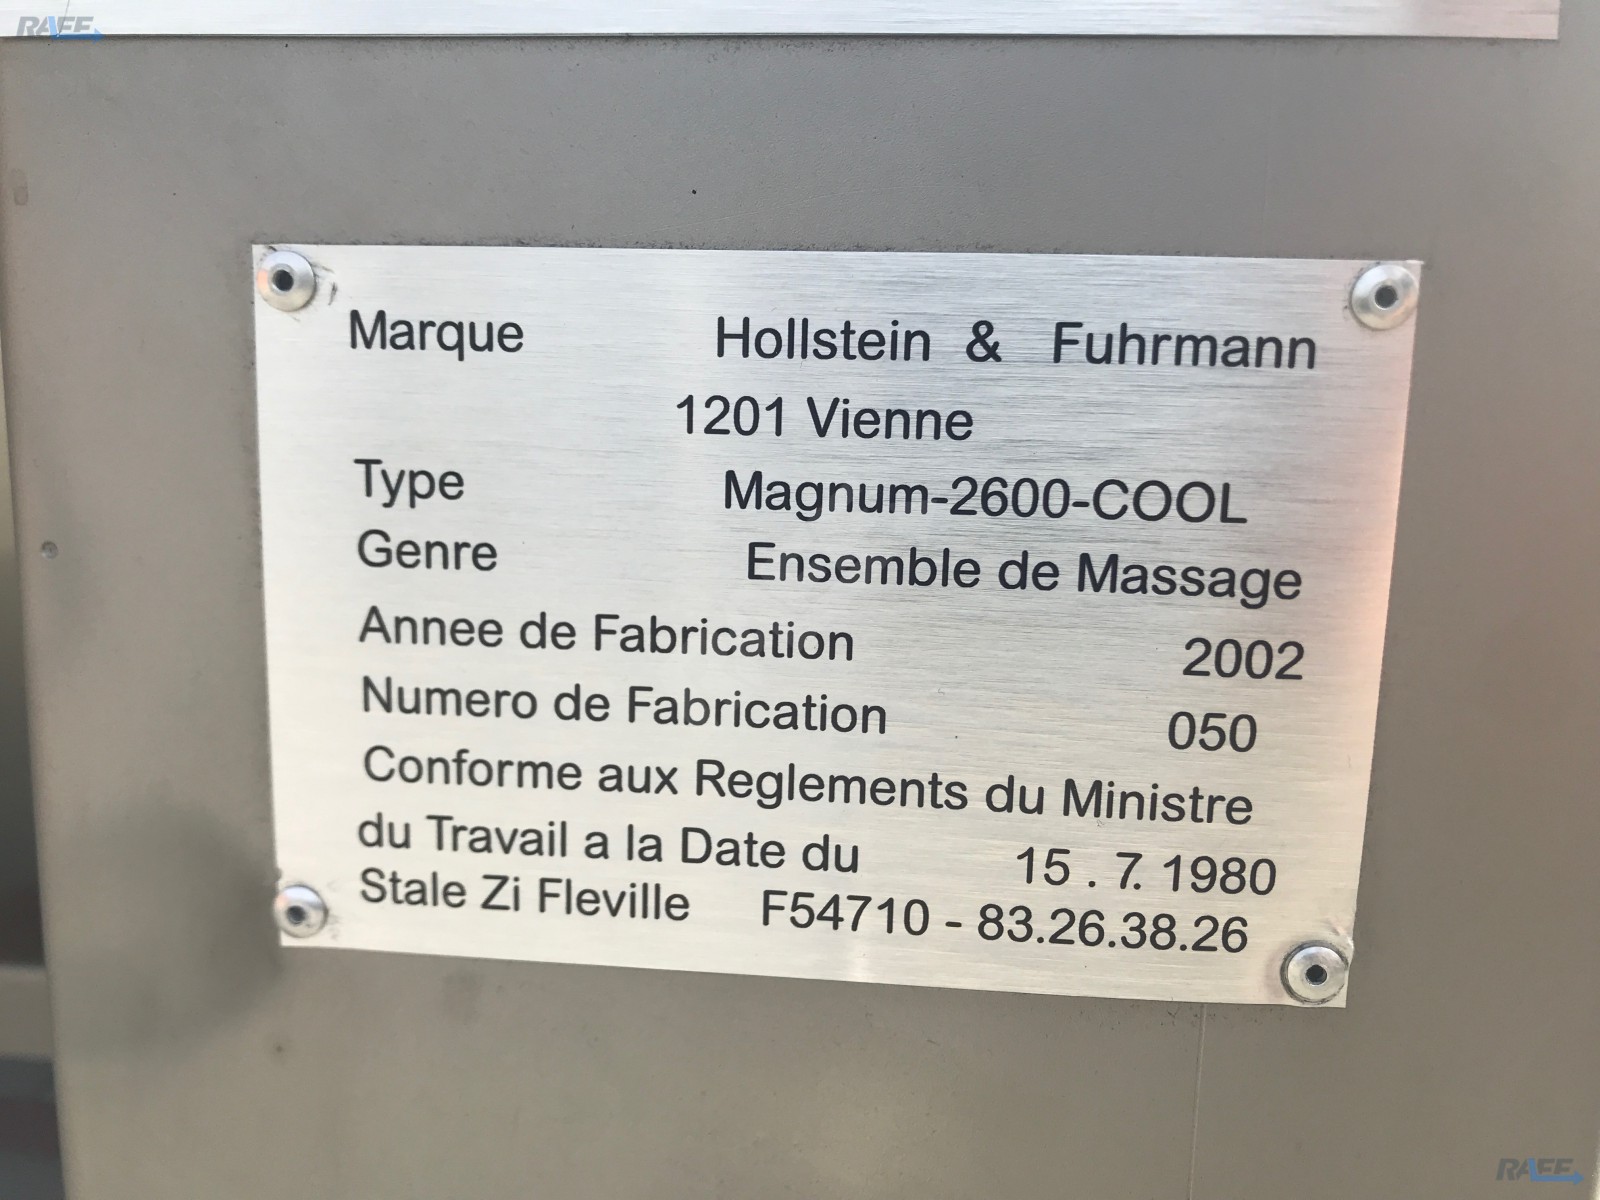 RAEE
Marque Hollstein & Fuhrmann
1201 Vienne
Type Magnum-2600-COOL
Genre Ensemble de Massage
Annee de Fabrication 2002
Numero de Fabrication 050
Conforme aux Reglements du Ministre
du Travail a la Date du 15 . 7. 1980
Stale Zi Fleville F54710 - 83.26.38.26
RAEE